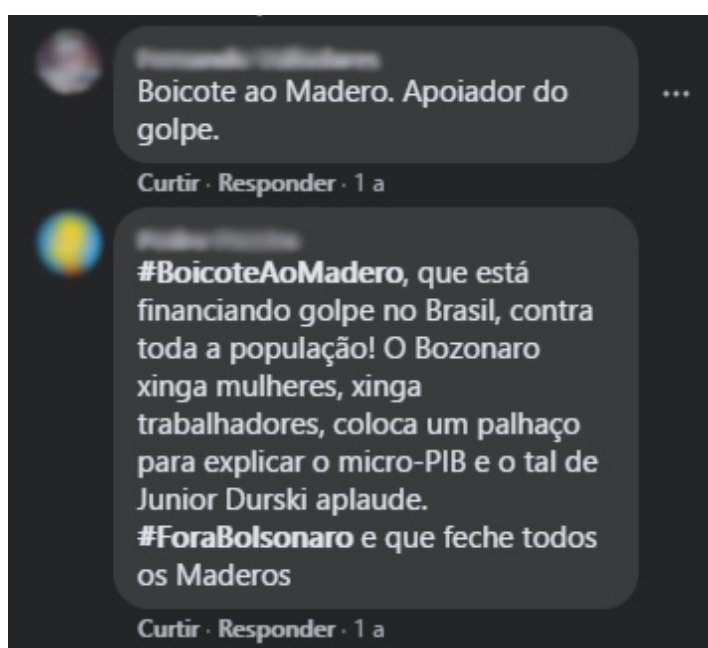 Boicote ao Madero. Apoiador do
golpe.
...
Curtir · Responder · 1 a
#BoicoteAoMadero, que está
financiando golpe no Brasil, contra
toda a população! O Bozonaro
xinga mulheres, xinga
trabalhadores, coloca um palhaço
para explicar o micro-PIB e o tal de
Junior Durski aplaude.
#ForaBolsonaro e que feche todos
os Maderos
Curtir · Responder · 1 a